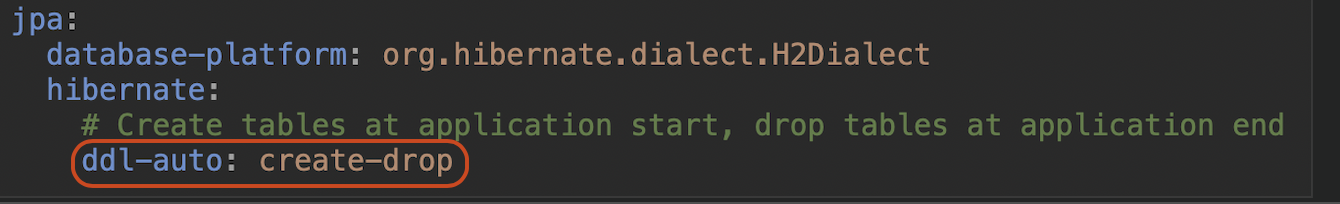 jpa:
database-platform: org.hibernate.dialect.H2Dialect
hibernate:
# Create tables at application start, drop tables at application end
ddl-auto: create-drop